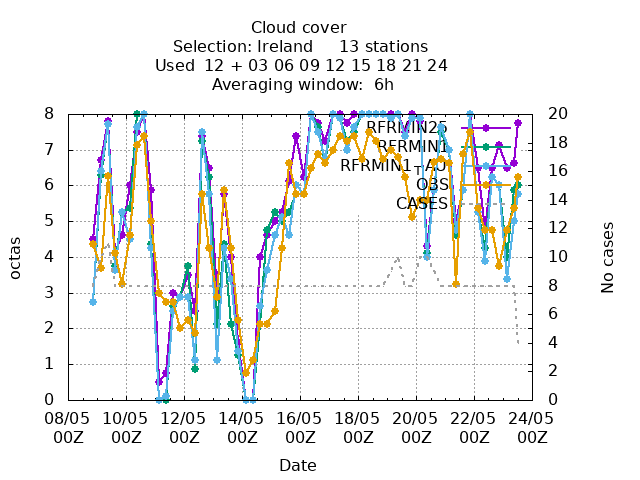 Cloud cover
Selection: Ireland 13 stations
Used 12 + 03 06 09 12 15 18 21 24
Averaging window: 6h
RFRMIN25
RFRMIN1
RFRMIN1_AJ
O3S
CASES
octas
8
7
6
5
4
3
2
1
0
No cases
20
18
16
14
12
10
8
6
4
2
0
08/05 10/05 12/05 14/05 16/05 18/05 20/05 22/05 24/05
00Z 00Z 00Z 00Z 00Z 00Z 00Z 00Z 00Z
Date